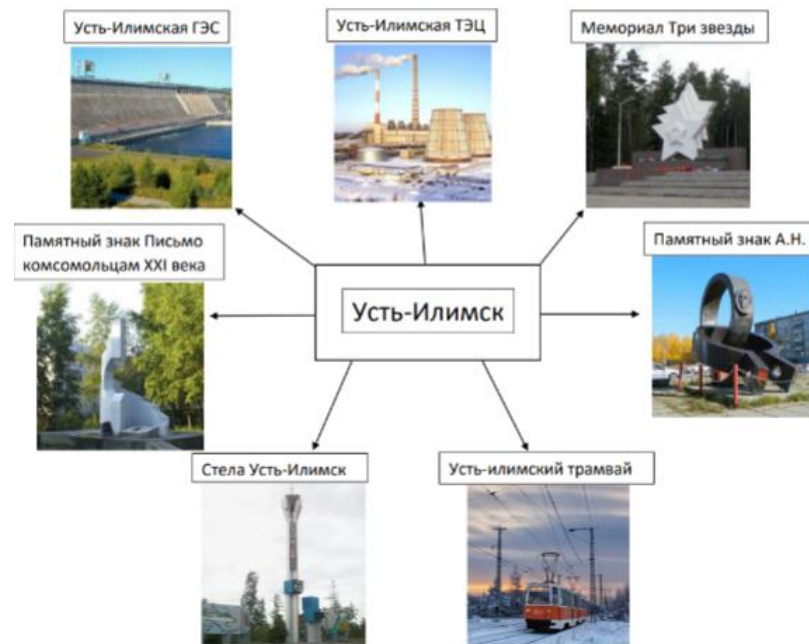 Усть-Илимская ГЭС
Усть-Илимская ТЭЦ
Мемориал Три звезды
Памятный знак Письмо
комсомольцам XXI века
Памятный знак А.Н.
Усть-Илимск
Стела Усть-Илимск
Усть-илимский трамвай